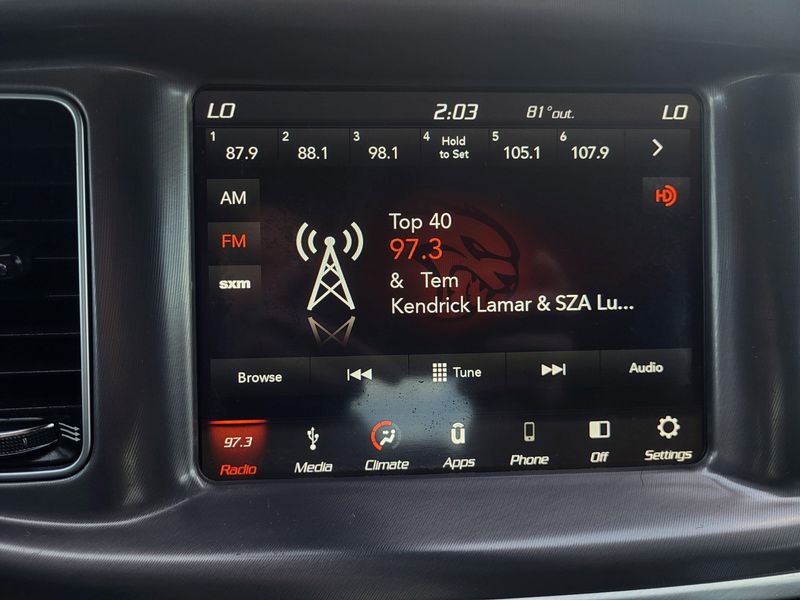 LO 2:03 81°out. LO
1 87.9 2 88.1 3 98.1 4 Hold to Set 5 105.1 6 107.9
AM
HD
FM
sxm
Top 40
97.3
& Tem
Kendrick Lamar & SZA Lu...
Browse Tune Audio
97.3
Radio Media Climate Apps Phone Off Settings